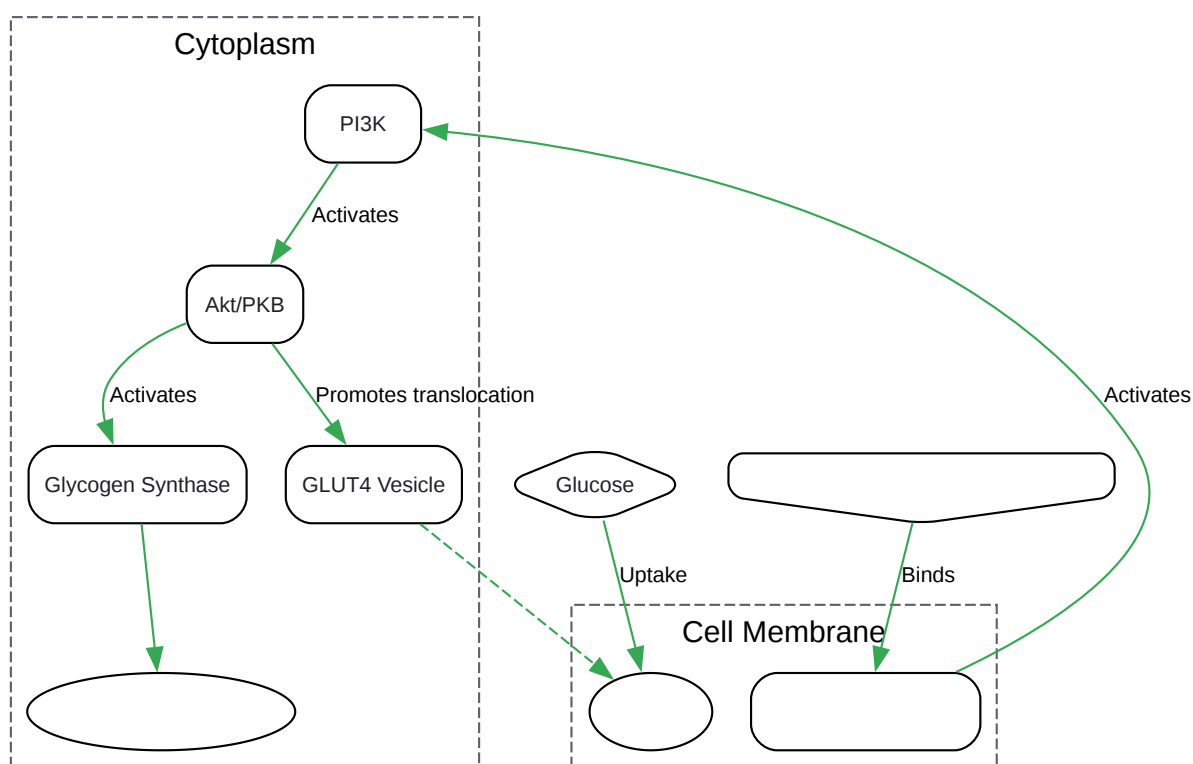 Cytoplasm
PI3K
Activates
Akt/PKB
Activates
Promotes translocation
Activates
Glycogen Synthase
GLUT4 Vesicle
Glucose
Uptake
Binds
Cell Membrane